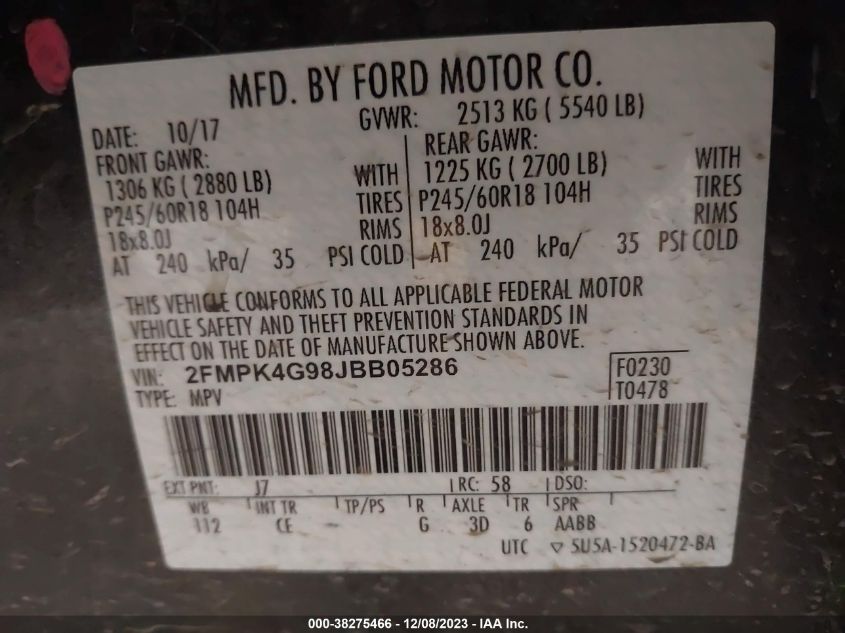 MFD. BY FORD MOTOR CO.
DATE: 10/17 GVWR: 2513 KG ( 5540 LB)
FRONT GAWR: REAR GAWR:
1306 KG ( 2880 LB) WITH 1225 KG ( 2700 LB) WITH
P245/60R18 104H TIRES P245/60R18 104H TIRES
18x8.0J RIMS 18x8.0J RIMS
AT 240 kPa/ 35 PSI COLD AT 240 kPa/ 35 PSI COLD
THIS VEHICLE CONFORMS TO ALL APPLICABLE FEDERAL MOTOR
VEHICLE SAFETY AND THEFT PREVENTION STANDARDS IN
EFFECT ON THE DATE OF MANUFACTURE SHOWN ABOVE.
VIN: 2FMPK4G98JBB05286 F0230
TYPE: MPV T0478
EXT PNT: J7 RC: 58 DSO:
WB INT TR TP/PS R AXLE TR SPR
112 CE G 3D 6 AABB
UTC ▽ 5U5A-1520472-BA
000-38275466 - 12/08/2023 - IAA Inc.